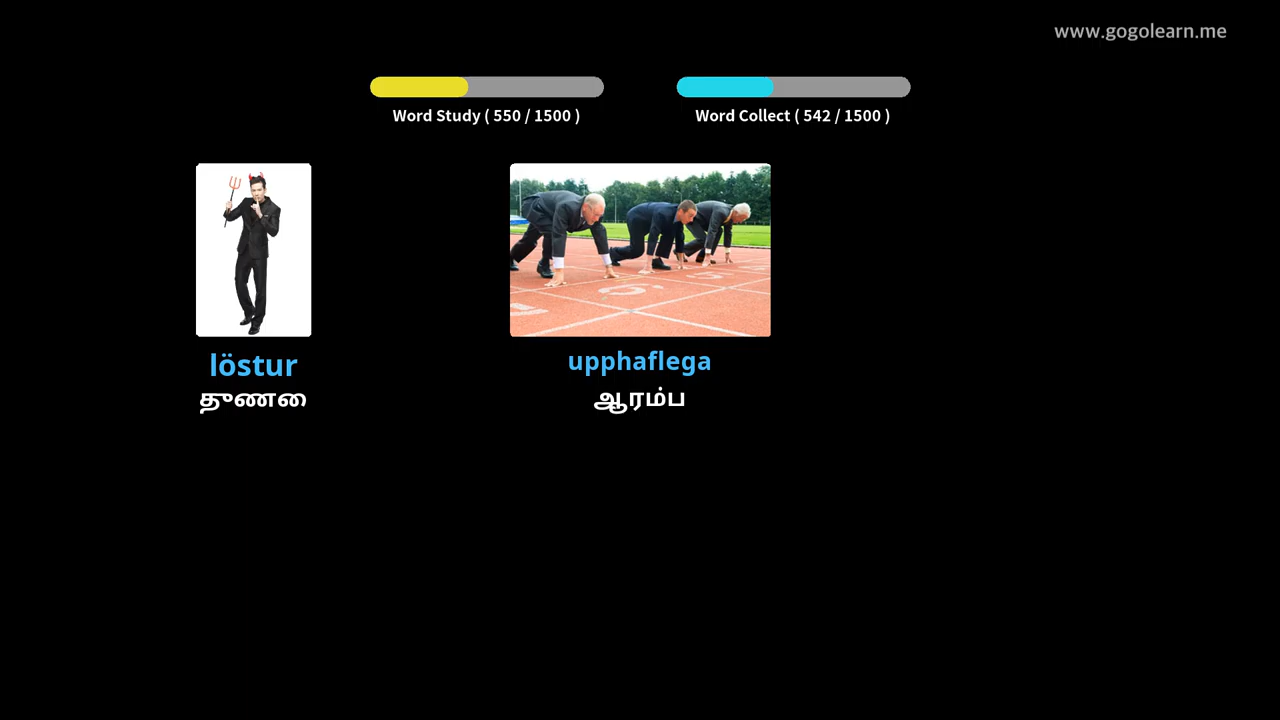 www.gogolearn.me
Word Study ( 550 / 1500 )
Word Collect ( 542 / 1500 )
löstur
துணை
upphaflega
ஆரம்ப